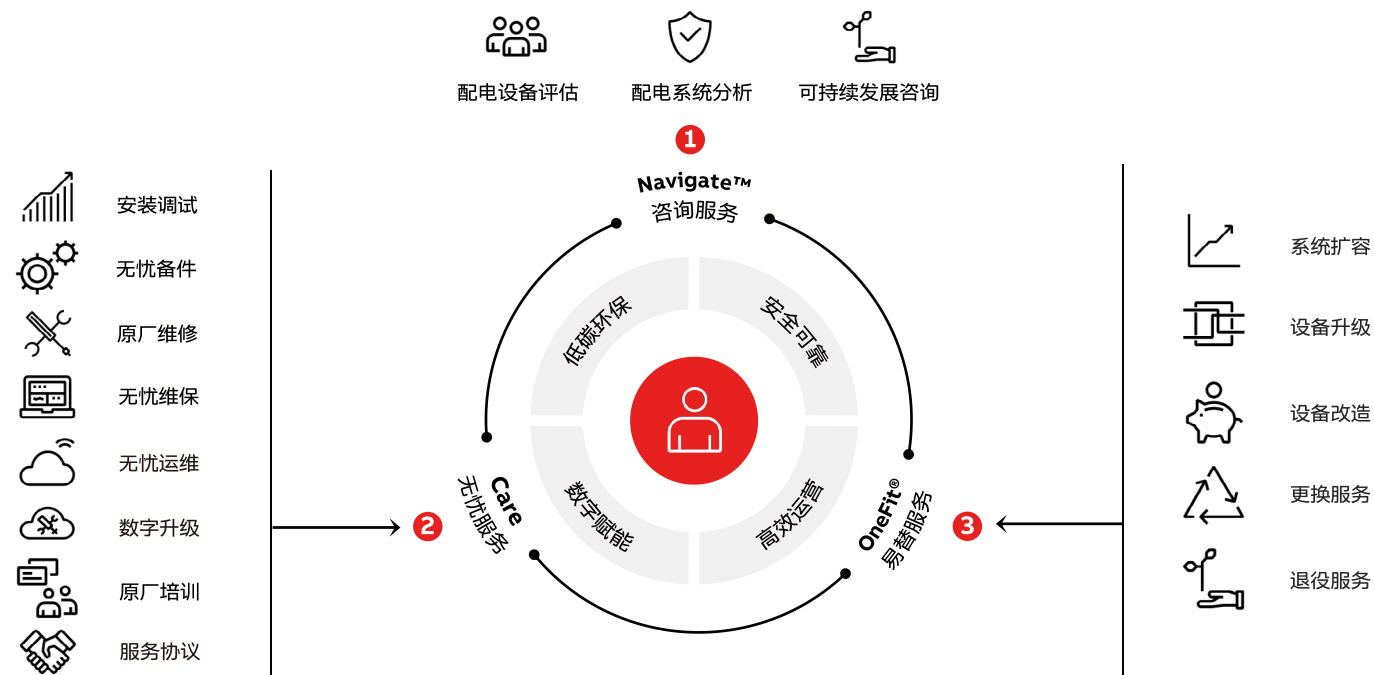 配电设备评估
配电系统分析
可持续发展咨询
1
Navigate™
咨询服务
安装调试
无忧备件
原厂维修
无忧维保
无忧运维
数字升级
原厂培训
服务协议
低碳环保
安全可靠
数字赋能
高效运营
2
Care
无忧服务
OneFit®
易替服务
3
系统扩容
设备升级
设备改造
更换服务
退役服务